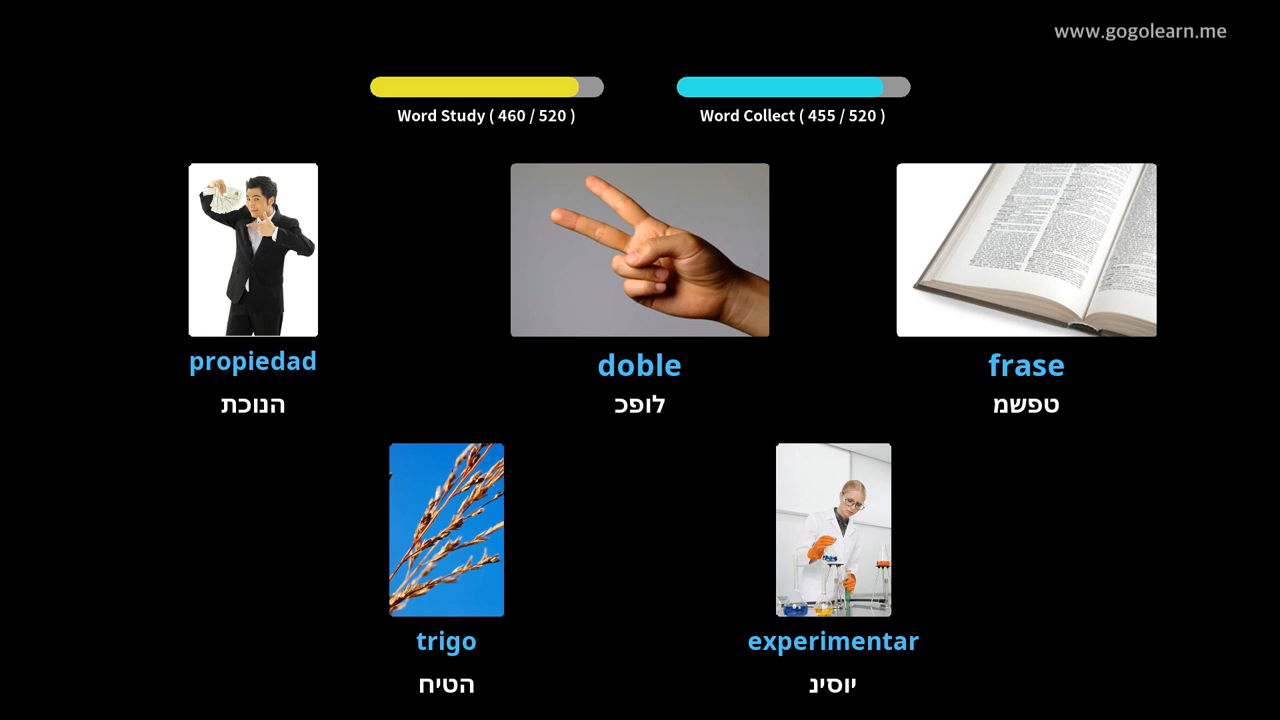 www.gogolearn.me
Word Study ( 460 / 520 )
Word Collect ( 455 / 520 )
propiedad
הנוכת
doble
לופכ
frase
טפשמ
trigo
הטיח
experimentar
יוסינ